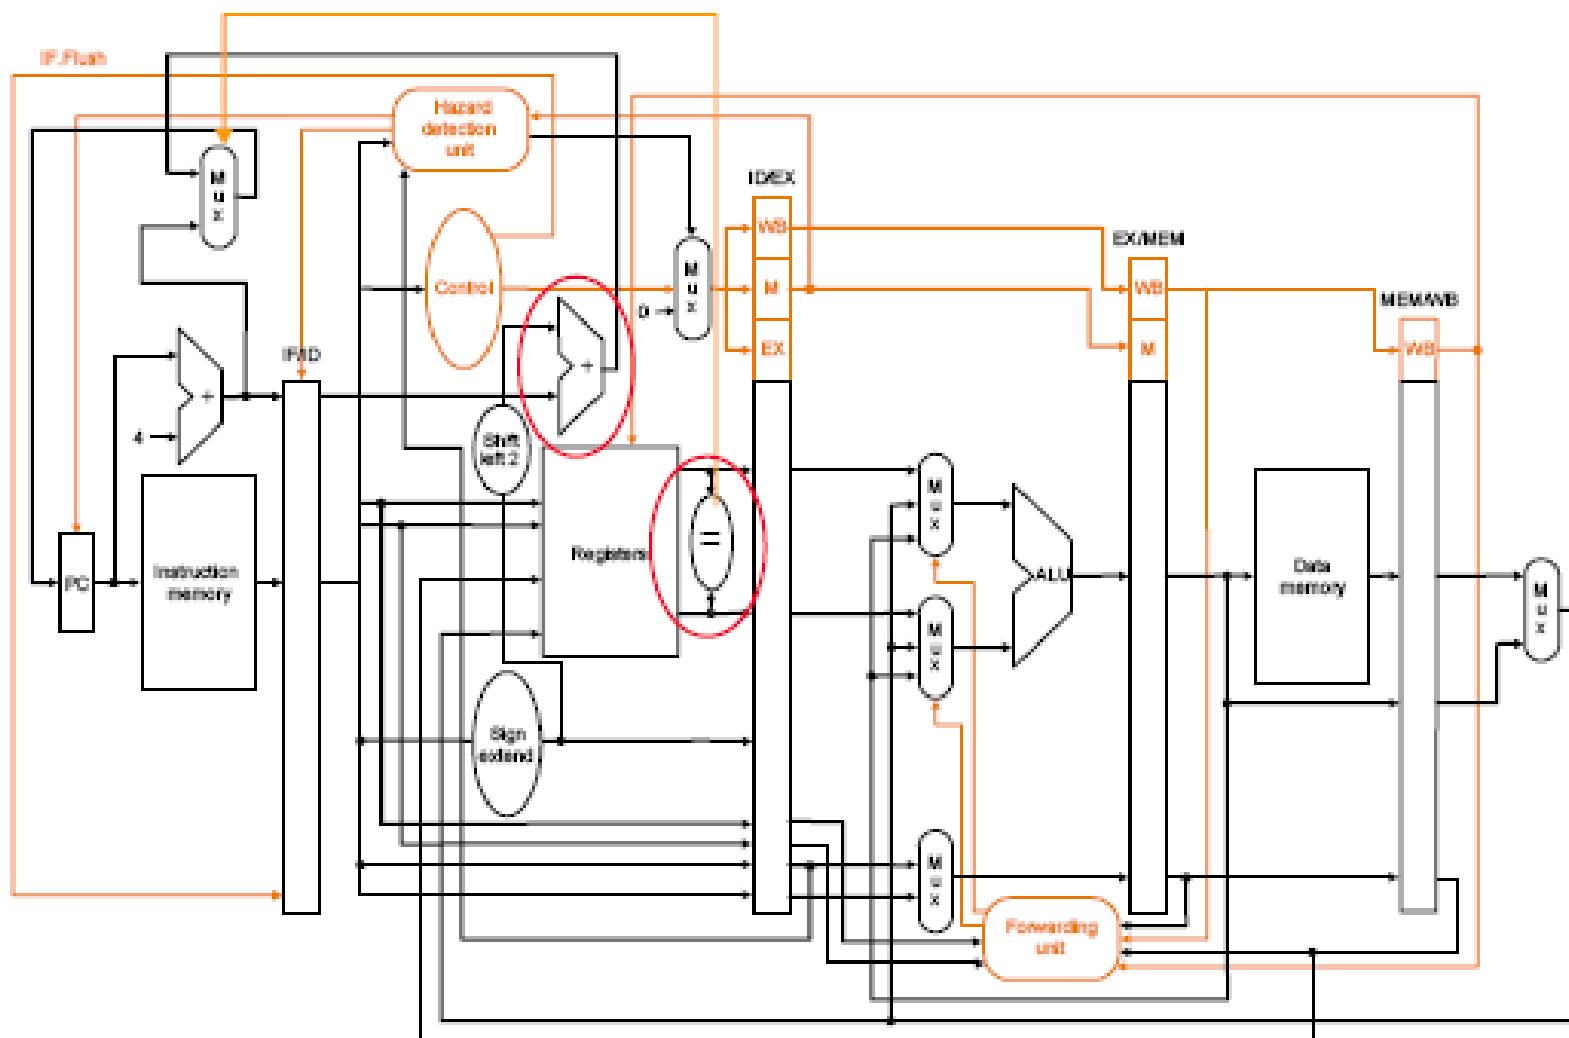 IF.Flush
Hazard
detection
unit
M
u
x
ID/EX
WB
EX/MEM
Control
M
u
x
0
M
WB
MEM/WB
IF/ID
+
EX
M
WB
+
4
Shift
left 2
M
u
x
=
PC
Instruction
memory
Registers
ALU
Data
memory
M
u
x
M
u
x
Sign
extend
M
u
x
Forwarding
unit